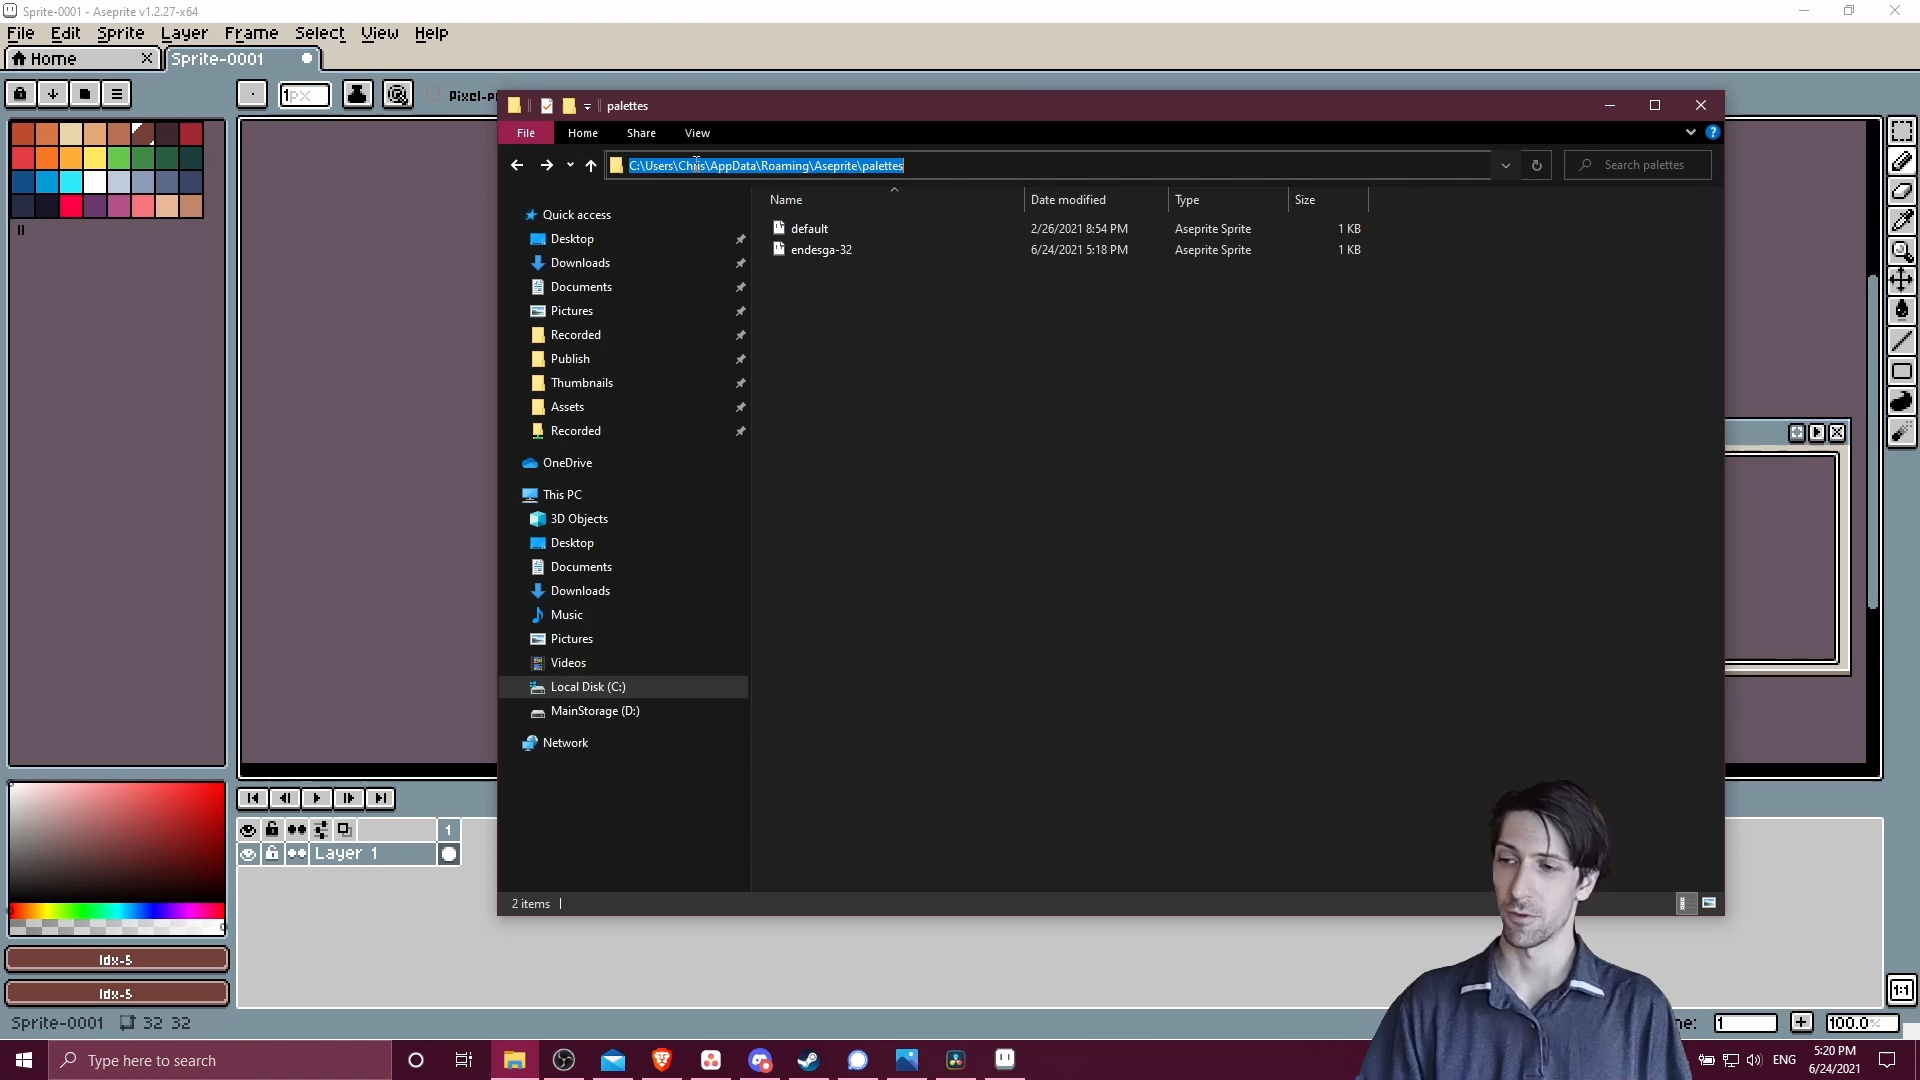 Sprite-0001 - Aseprite v1.2.27-x64
File Edit Sprite Layer Frame Select View Help
Home
Sprite-0001
1px
palettes
File Home Share View
C:\Users\Chris\AppData\Roaming\Aseprite\palettes
Search palettes
Name Date modified Type Size
default 2/26/2021 8:54 PM Aseprite Sprite 1 KB
endesga-32 6/24/2021 5:18 PM Aseprite Sprite 1 KB
Quick access
Desktop
Downloads
Documents
Pictures
Recorded
Publish
Thumbnails
Assets
Recorded
OneDrive
This PC
3D Objects
Desktop
Documents
Downloads
Music
Pictures
Videos
Local Disk (C:)
MainStorage (D:)
Network
2 items
1
Layer 1
Idx-5
Idx-5
1:1
Sprite-0001 32 32
1
100.0
Type here to search
ENG
5:20 PM
6/24/2021